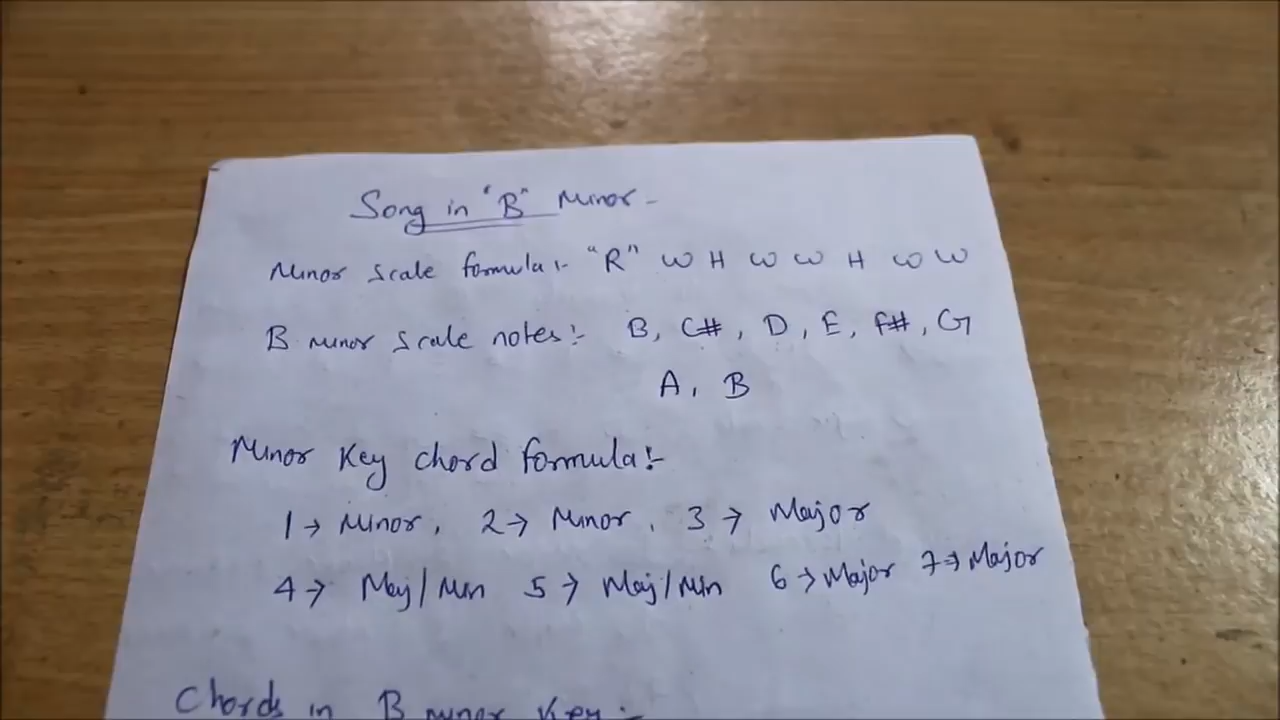 Song in "B" Minor -
Minor Scale formula:- "R" W H W W H W W
B minor Scale notes:- B, C#, D, E, F#, G
A, B
Minor Key chord formula:-
1 → Minor, 2 → Minor, 3 → Major
4 → Maj/Min 5 → Maj/Min 6 → Major 7 → Major
Chords in B minor Key:-